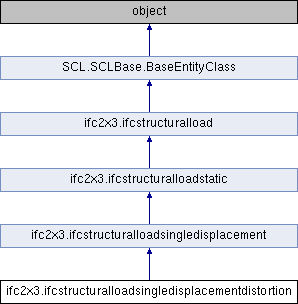 object
SCL.SCLBase.BaseEntityClass
ifc2x3.ifcstructuralload
ifc2x3.ifcstructuralloadstatic
ifc2x3.ifcstructuralloadsingledisplacement
ifc2x3.ifcstructuralloadsingledisplacementdistortion